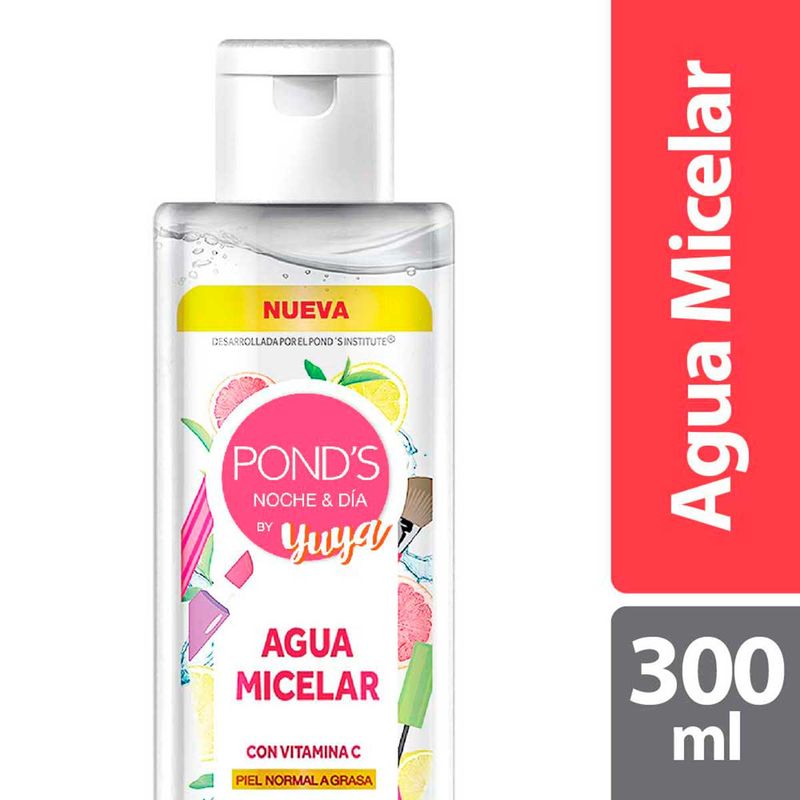 NUEVA
DESARROLLADA POR EL POND´S INSTITUTE®
POND'S
NOCHE & DÍA
BY Yuya
AGUA
MICELAR
CON VITAMINA C
PIEL NORMAL A GRASA
Agua Micelar
300
ml